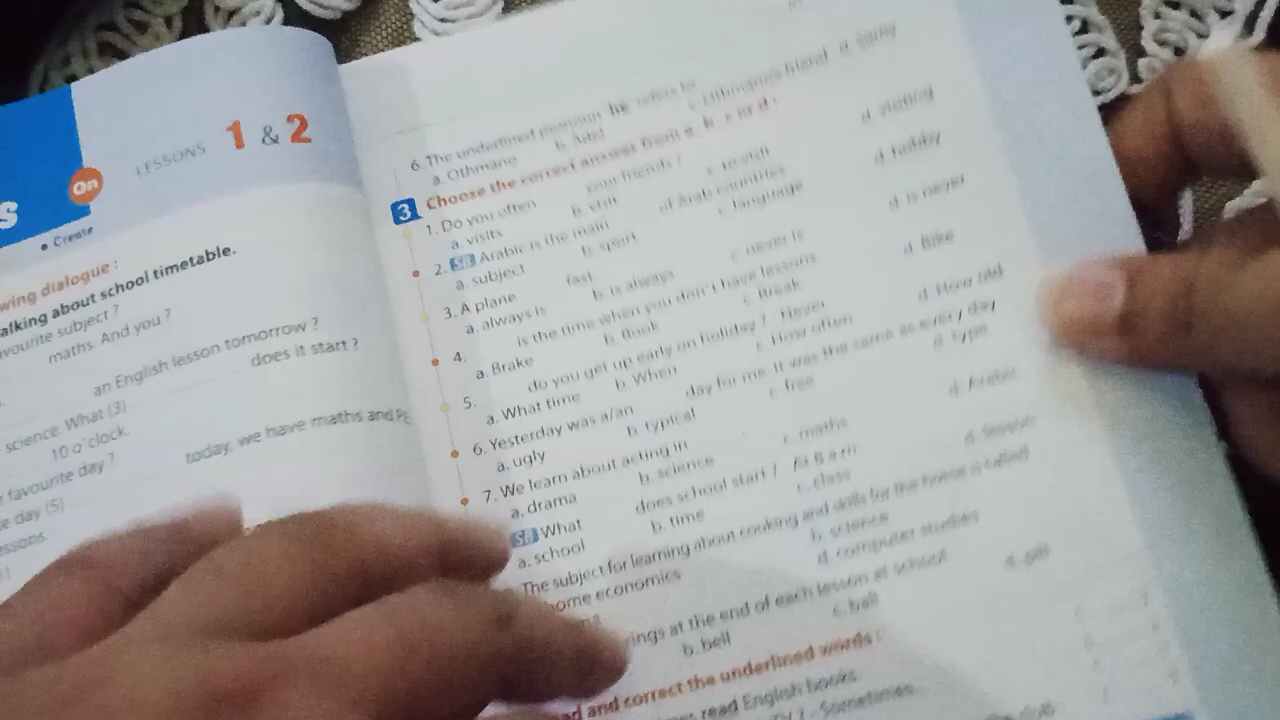 LESSONS 1 & 2
On
s
• Create
wing dialogue :
alking about school timetable.
avourite subject ?
maths. And you ?
an English lesson tomorrow ?
science. What (3) does it start ?
10 o'clock.
r favourite day ?
today, we have maths and
e day (5)
essons.
6. The underlined pronoun he refers to
a. Othmane b. Adel c. Othmane's friend
3 Choose the correct answer from a, b, c or d :
1. Do you often your friends ?
a. visits b. visit c. to visit d. visiting
2. SB Arabic is the main of Arab countries
a. subject b. sport c. language d. hobby
3. A plane fast.
a. always is b. is always c. never is d. is never
4. is the time when you don't have lessons
a. Brake b. Book c. Break d. Bike
5. do you get up early on holiday ? - Never
a. What time b. When c. How often d. How old
6. Yesterday was a/an day for me. It was the same as every day
a. ugly b. typical c. free d. type
7. We learn about acting in
a. drama b. science c. maths d. Arabic
SB What does school start ?
a. school b. time c. class
The subject for learning about cooking and skills for the home is called
home economics b. science
d. computer studies
rings at the end of each lesson at school.
b. bell c. ball
ad and correct the underlined words :
read English books.
TV ? - Sometimes.